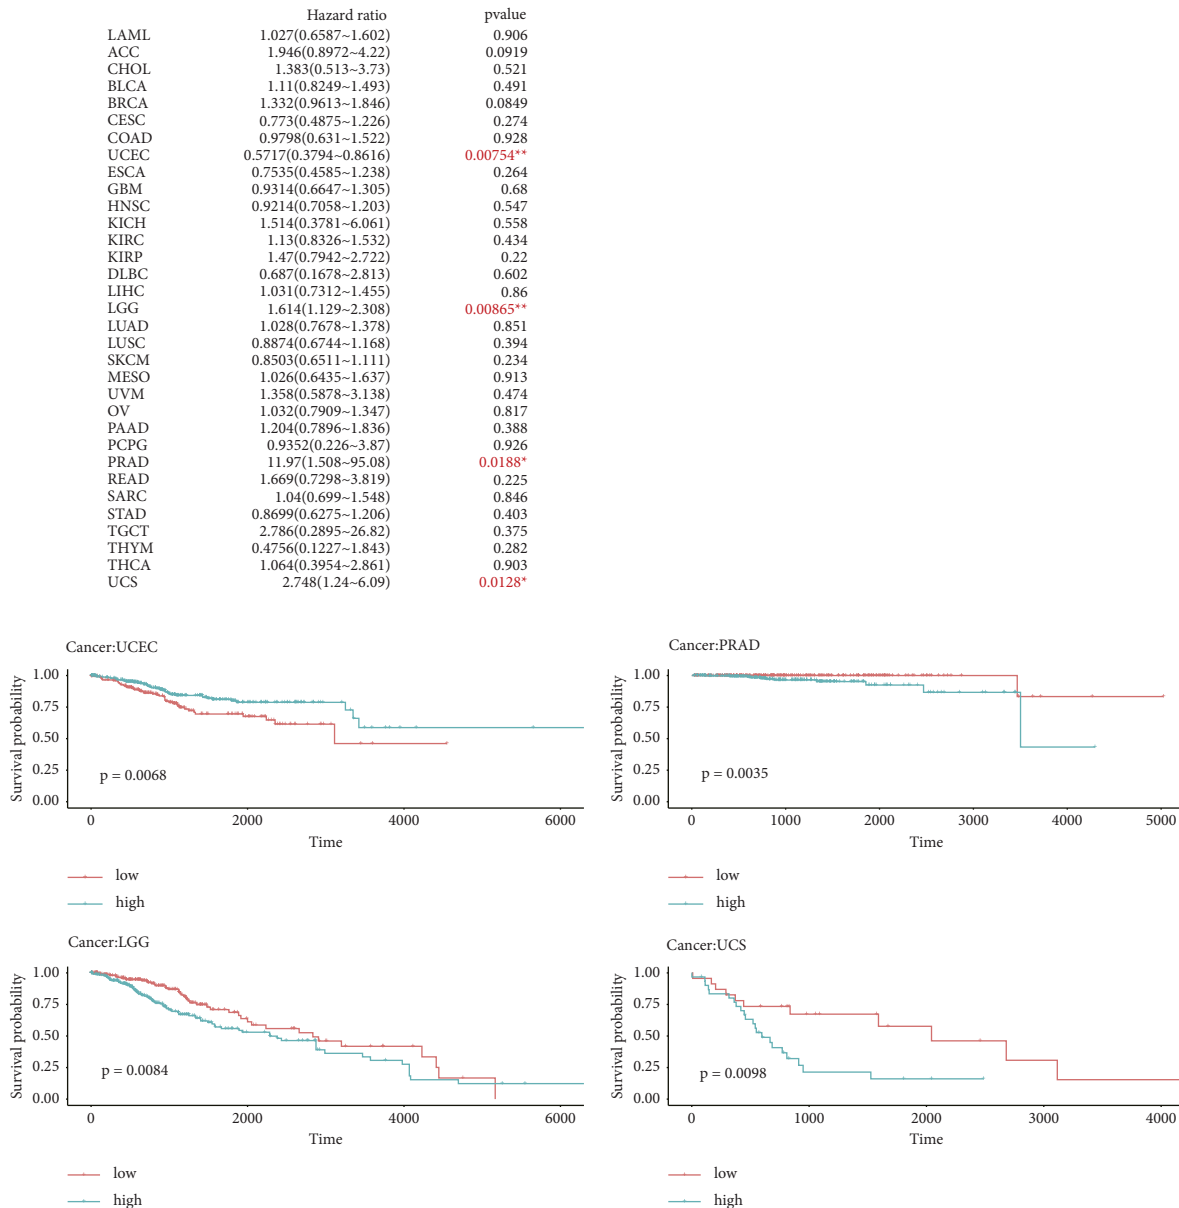 Hazard ratio pvalue
LAML 1.027(0.6587~1.602) 0.906
ACC 1.946(0.8972~4.22) 0.0919
CHOL 1.383(0.513~3.73) 0.521
BLCA 1.11(0.8249~1.493) 0.491
BRCA 1.332(0.9613~1.846) 0.0849
CESC 0.773(0.4875~1.226) 0.274
COAD 0.9798(0.631~1.522) 0.928
UCEC 0.5717(0.3794~0.8616) 0.00754**
ESCA 0.7535(0.4585~1.238) 0.264
GBM 0.9314(0.6647~1.305) 0.68
HNSC 0.9214(0.7058~1.203) 0.547
KICH 1.514(0.3781~6.061) 0.558
KIRC 1.13(0.8326~1.532) 0.434
KIRP 1.47(0.7942~2.722) 0.22
DLBC 0.687(0.1678~2.813) 0.602
LIHC 1.031(0.7312~1.455) 0.86
LGG 1.614(1.129~2.308) 0.00865**
LUAD 1.028(0.7678~1.378) 0.851
LUSC 0.8874(0.6744~1.168) 0.394
SKCM 0.8503(0.6511~1.111) 0.234
MESO 1.026(0.6435~1.637) 0.913
UVM 1.358(0.5878~3.138) 0.474
OV 1.032(0.7909~1.347) 0.817
PAAD 1.204(0.7896~1.836) 0.388
PCPG 0.9352(0.226~3.87) 0.926
PRAD 11.97(1.508~95.08) 0.0188*
READ 1.669(0.7298~3.819) 0.225
SARC 1.04(0.699~1.548) 0.846
STAD 0.8699(0.6275~1.206) 0.403
TGCT 2.786(0.2895~26.82) 0.375
THYM 0.4756(0.1227~1.843) 0.282
THCA 1.064(0.3954~2.861) 0.903
UCS 2.748(1.24~6.09) 0.0128*
Cancer:UCEC
Survival probability
1.00
0.75
0.50
0.25
0.00
p = 0.0068
0 2000 4000 6000
Time
low
high
Cancer:PRAD
Survival probability
1.00
0.75
0.50
0.25
0.00
p = 0.0035
0 1000 2000 3000 4000 5000
Time
low
high
Cancer:LGG
Survival probability
1.00
0.75
0.50
0.25
0.00
p = 0.0084
0 2000 4000 6000
Time
low
high
Cancer:UCS
Survival probability
1.00
0.75
0.50
0.25
0.00
p = 0.0098
0 1000 2000 3000 4000
Time
low
high